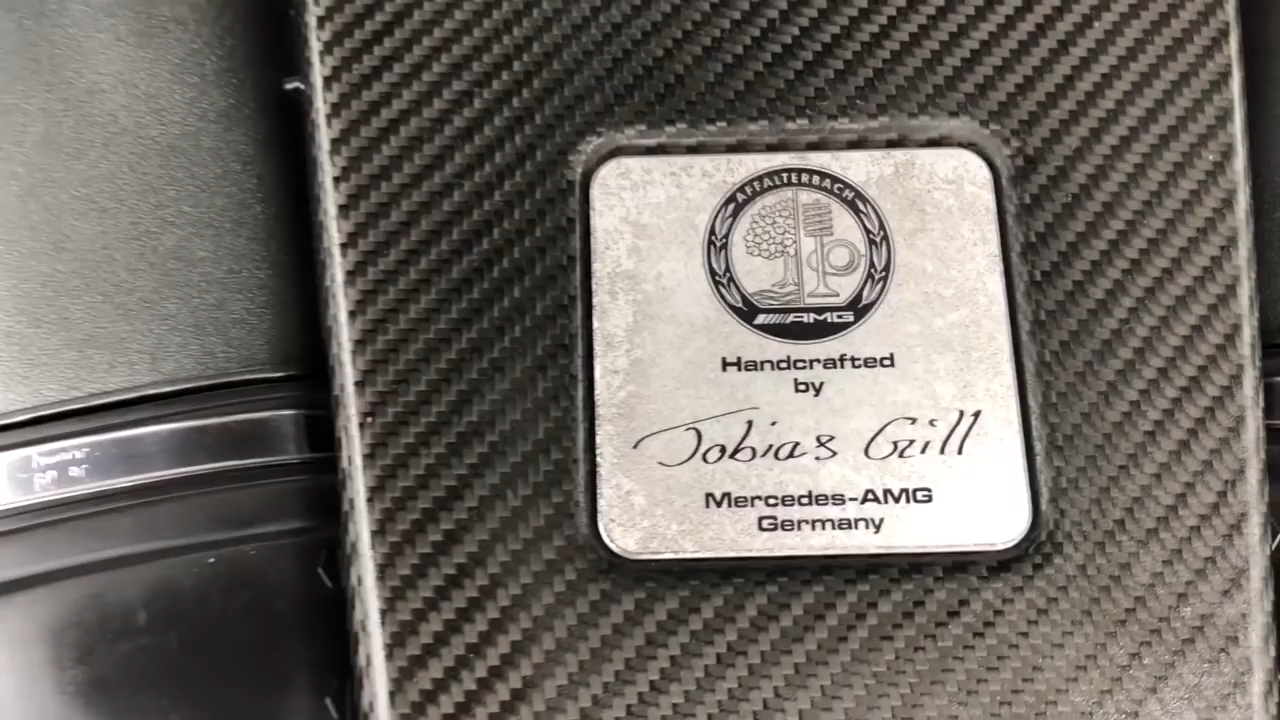 AFFALTERBACH
AMG
Handcrafted
by
Tobias Gill
Mercedes-AMG
Germany